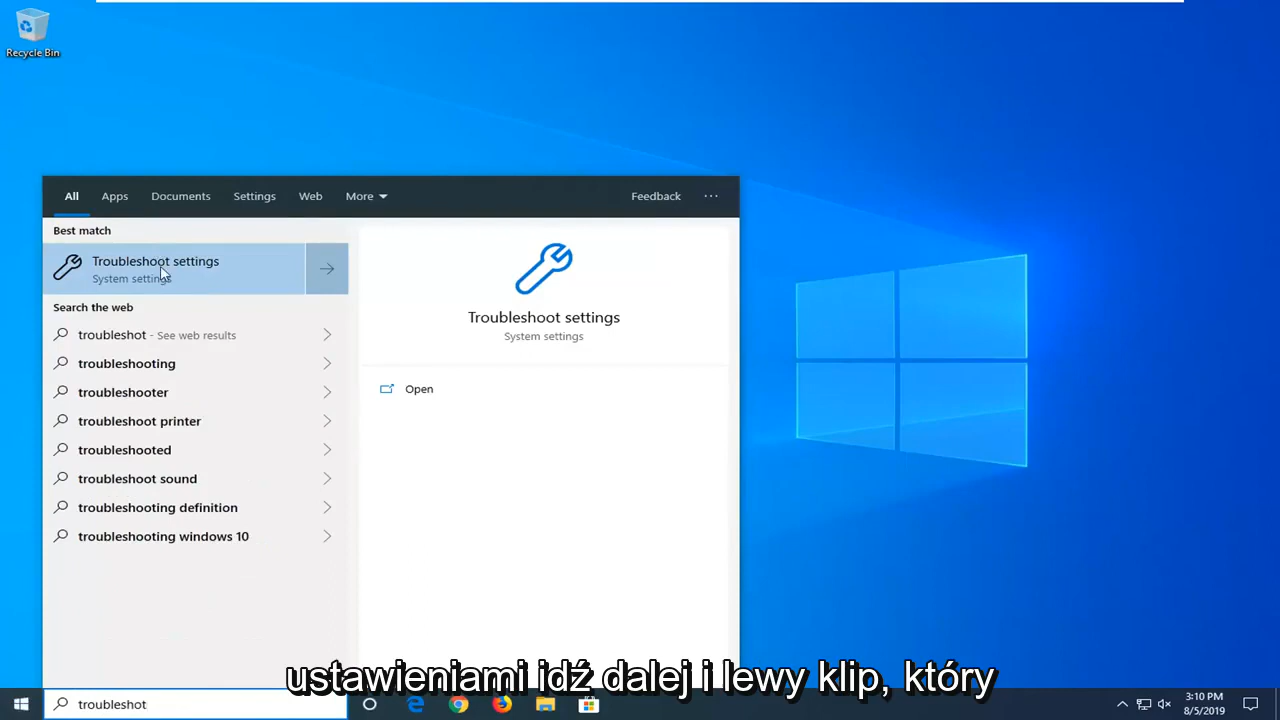 Recycle Bin
All Apps Documents Settings Web More Feedback ...
Best match
Troubleshoot settings
System settings
Search the web
troubleshot - See web results
troubleshooting
troubleshooter
troubleshoot printer
troubleshooted
troubleshoot sound
troubleshooting definition
troubleshooting windows 10
Troubleshoot settings
System settings
Open
ustawieniami idź dalej i lewy klip, który
troubleshot
3:10 PM
8/5/2019